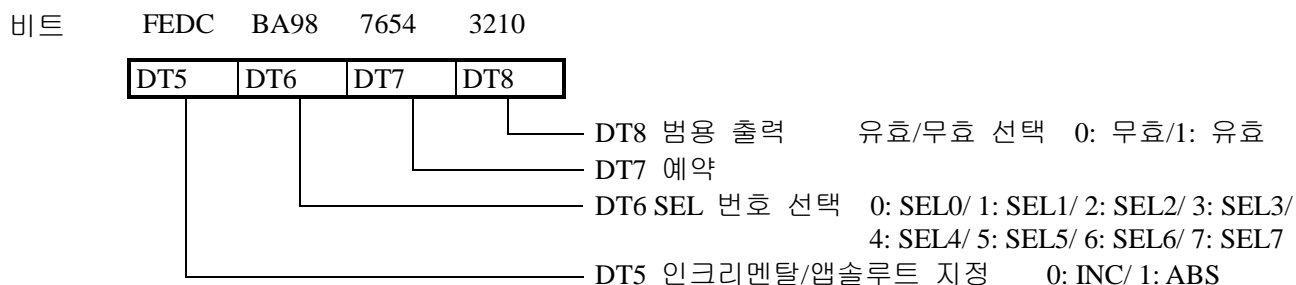 비트 FEDC BA98 7654 3210
DT5 DT6 DT7 DT8
DT8 범용 출력 유효/무효 선택 0: 무효/1: 유효
DT7 예약
DT6 SEL 번호 선택 0: SEL0/ 1: SEL1/ 2: SEL2/ 3: SEL3/
4: SEL4/ 5: SEL5/ 6: SEL6/ 7: SEL7
DT5 인크리멘탈/앱솔루트 지정 0: INC/ 1: ABS